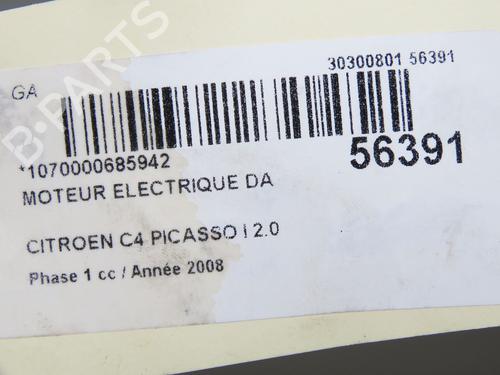 GA
30300801 56391
*1070000685942
56391
MOTEUR ELECTRIQUE DA
CITROEN C4 PICASSO I 2.0
Phase 1 cc / Année 2008
B-PARTS